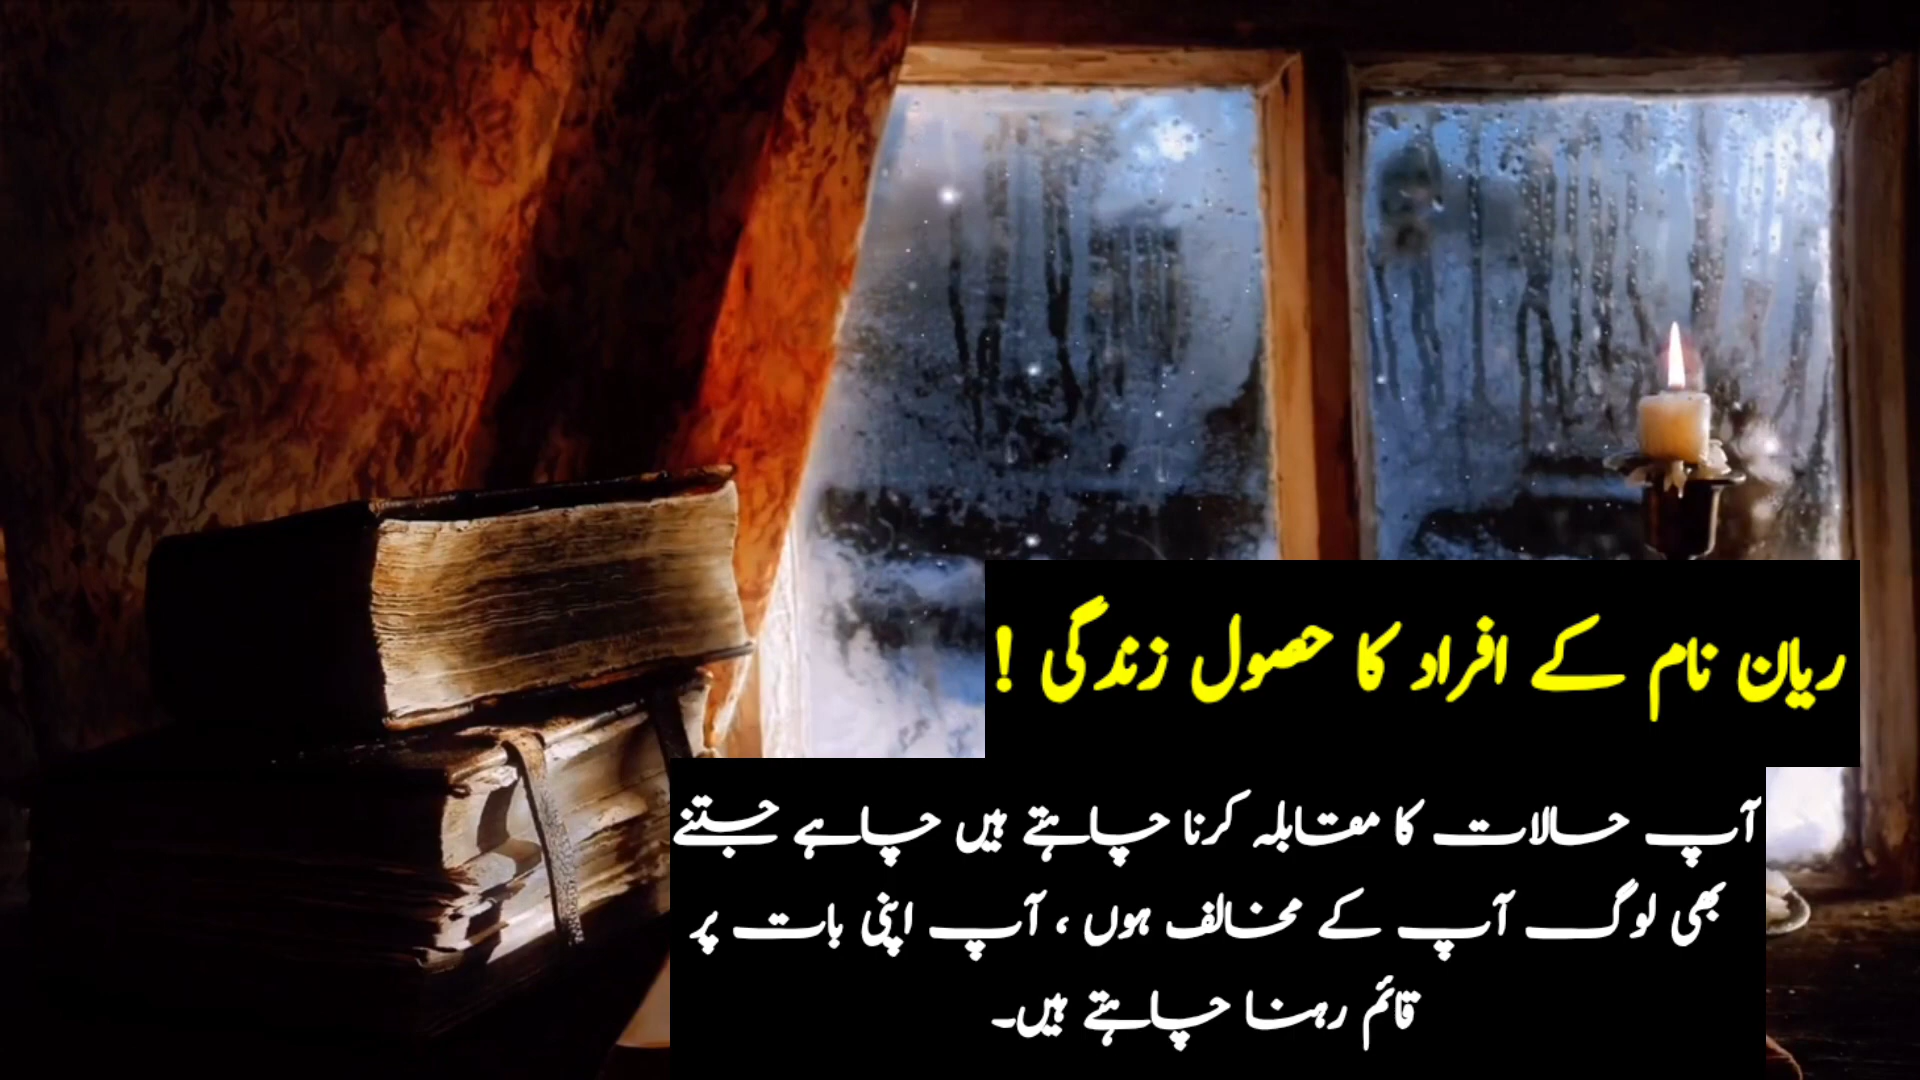 ریان نام کے افراد کا حصول زندگی !
آپ حالات کا مقابلہ کرنا چاہتے ہیں چاہے جتنے
بھی لوگ آپ کے مخالف ہوں ، آپ اپنی بات پر
قائم رہنا چاہتے ہیں۔